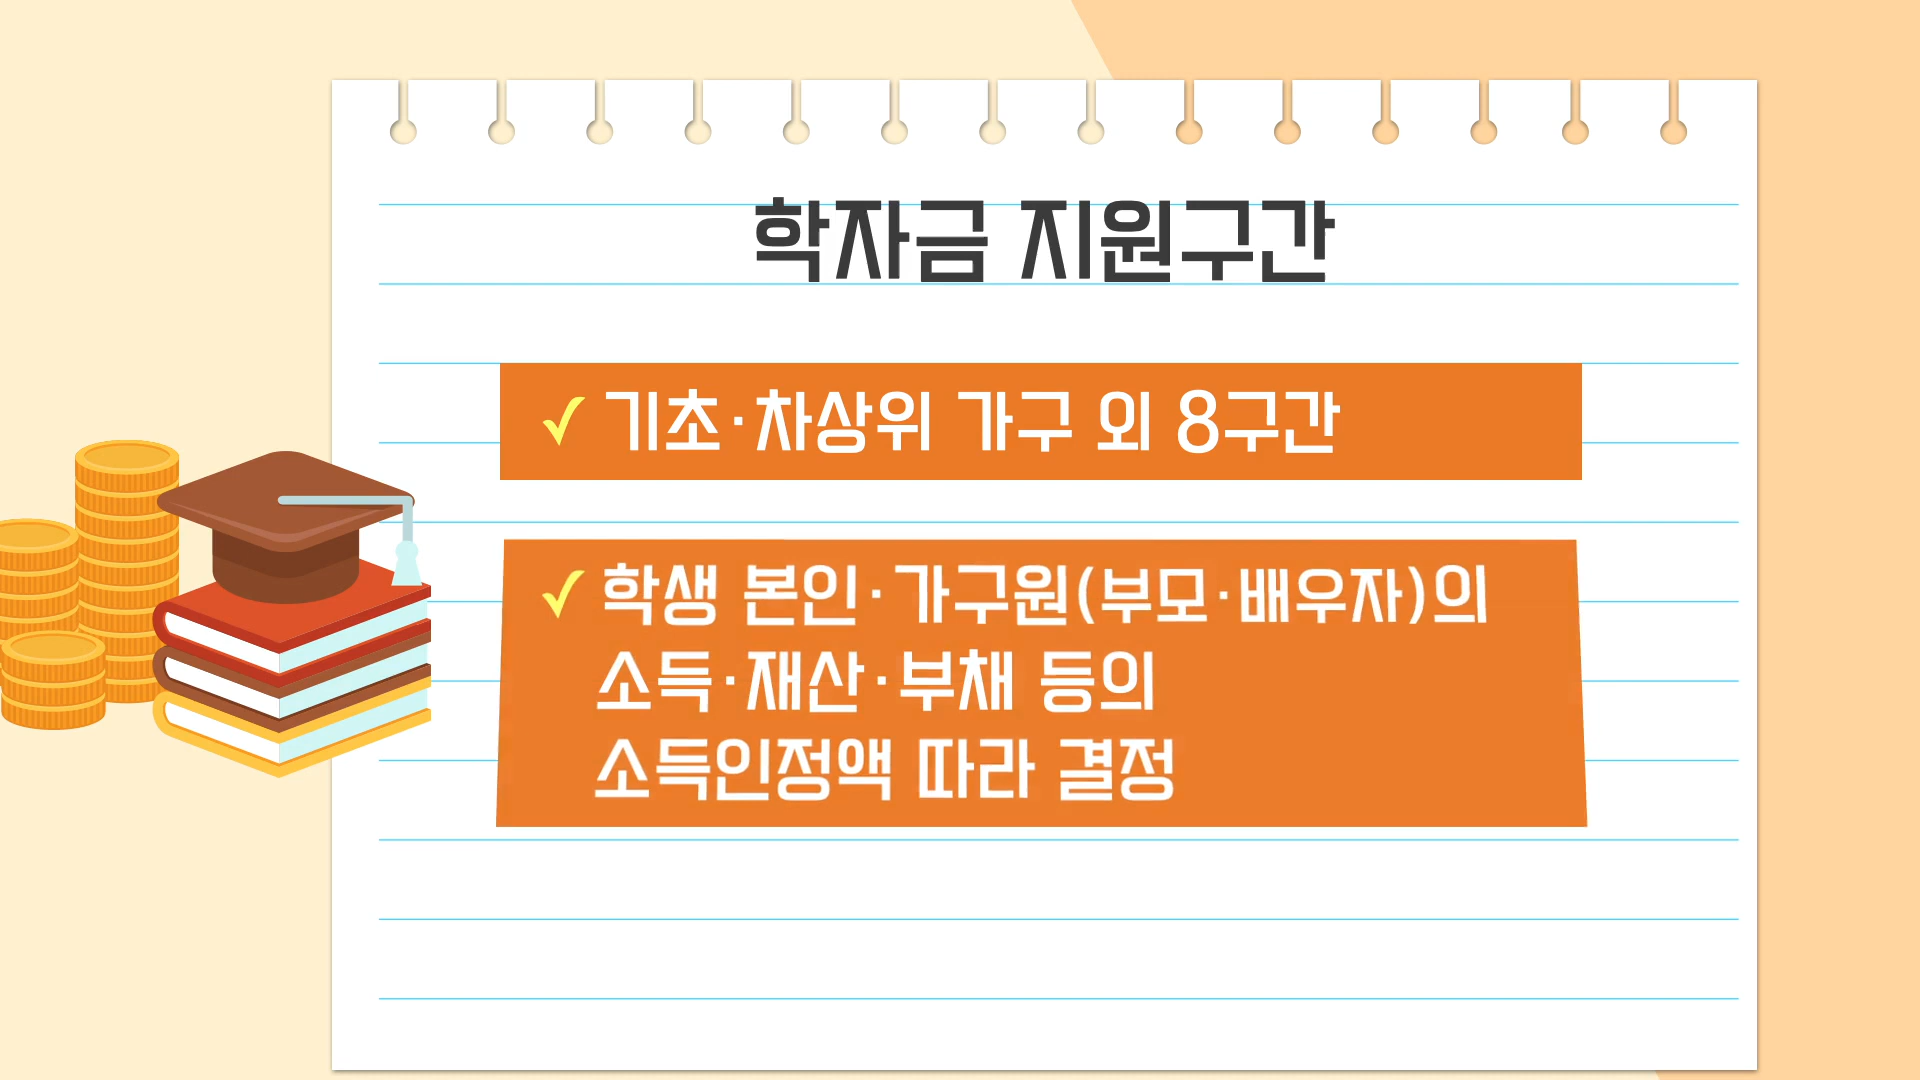 학자금 지원구간
✓ 기초·차상위 가구 외 8구간
✓ 학생 본인·가구원(부모·배우자)의
소득·재산·부채 등의
소득인정액 따라 결정